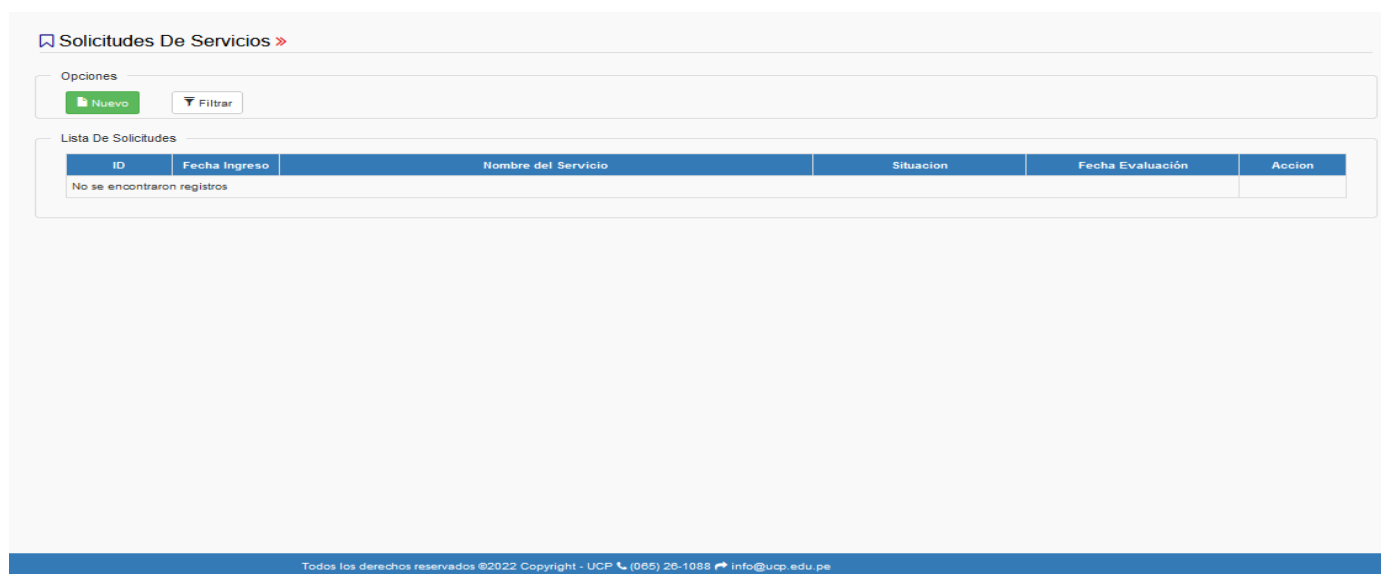 Solicitudes De Servicios »
Opciones
Nuevo Filtrar
Lista De Solicitudes
ID Fecha Ingreso Nombre del Servicio Situacion Fecha Evaluación Accion
No se encontraron registros
Todos los derechos reservados ©2022 Copyright - UCP (065) 26-1088 info@ucp.edu.pe